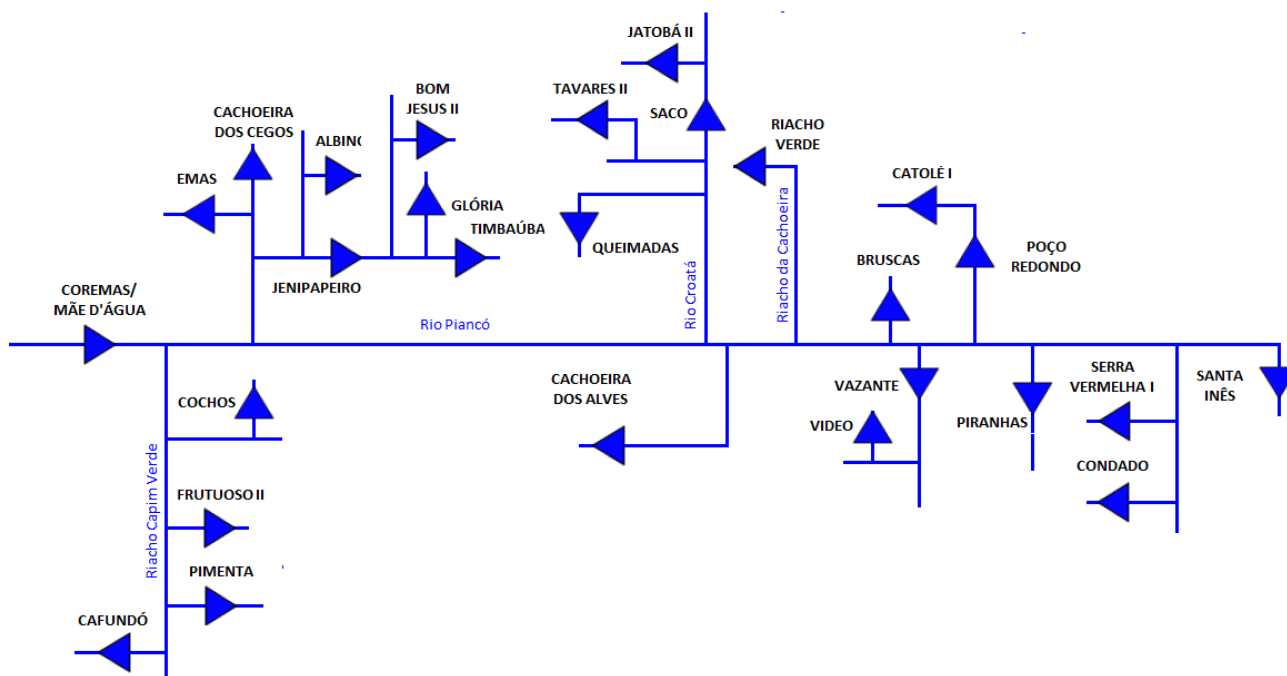 JATOBÁ II
BOM
JESUS II
TAVARES II
CACHOEIRA
DOS CEGOS
ALBINO
SACO
RIACHO
VERDE
EMAS
CATOLÉ I
GLÓRIA
TIMBAÚBA
QUEIMADAS
BRUSCAS
POÇO
REDONDO
JENIPAPEIRO
COREMAS/
MÃE D'ÁGUA
Rio Piancó
Rio Croatá
Riacho da Cachoeira
CACHOEIRA
DOS ALVES
VAZANTE
SERRA
VERMELHA I
SANTA
INÊS
COCHOS
VIDEO
PIRANHAS
CONDADO
Riacho Capim Verde
FRUTUOSO II
PIMENTA
CAFUNDÓ